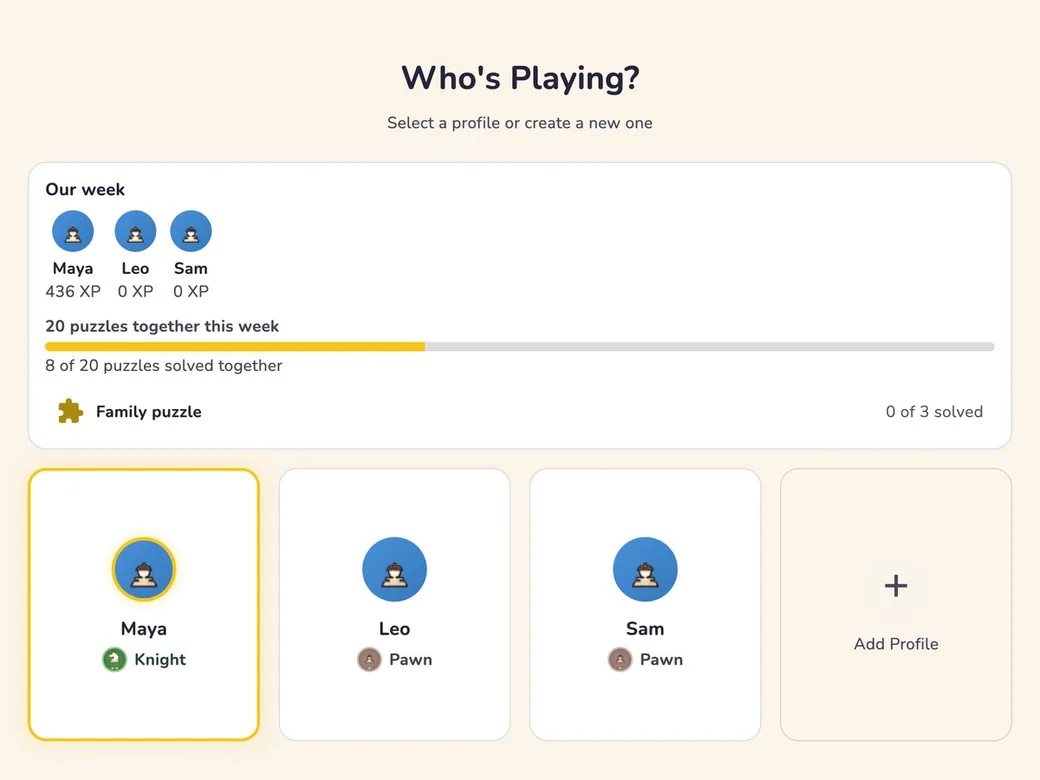 Who's Playing?
Select a profile or create a new one
Our week
Maya Leo Sam
436 XP 0 XP 0 XP
20 puzzles together this week
8 of 20 puzzles solved together
Family puzzle 0 of 3 solved
Maya Leo Sam
Knight Pawn Pawn
Add Profile